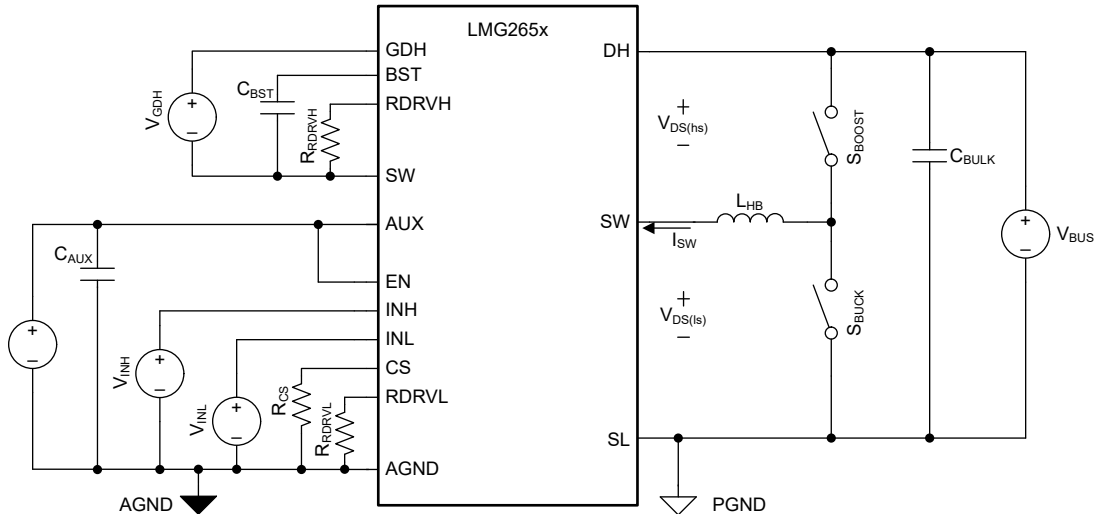 LMG265x
GDH
BST
RDRVH
SW
AUX
EN
INH
INL
CS
RDRVL
AGND
DH
SW
SL
V_GDH
C_BST
R_RDRVH
C_AUX
V_INH
V_INL
R_CS
R_RDRVL
AGND
+
−
+
−
+
−
+
−
+
V_DS(hs)
−
S_BOOST
C_BULK
L_HB
I_SW
+
−
V_BUS
+
V_DS(ls)
−
S_BUCK
PGND